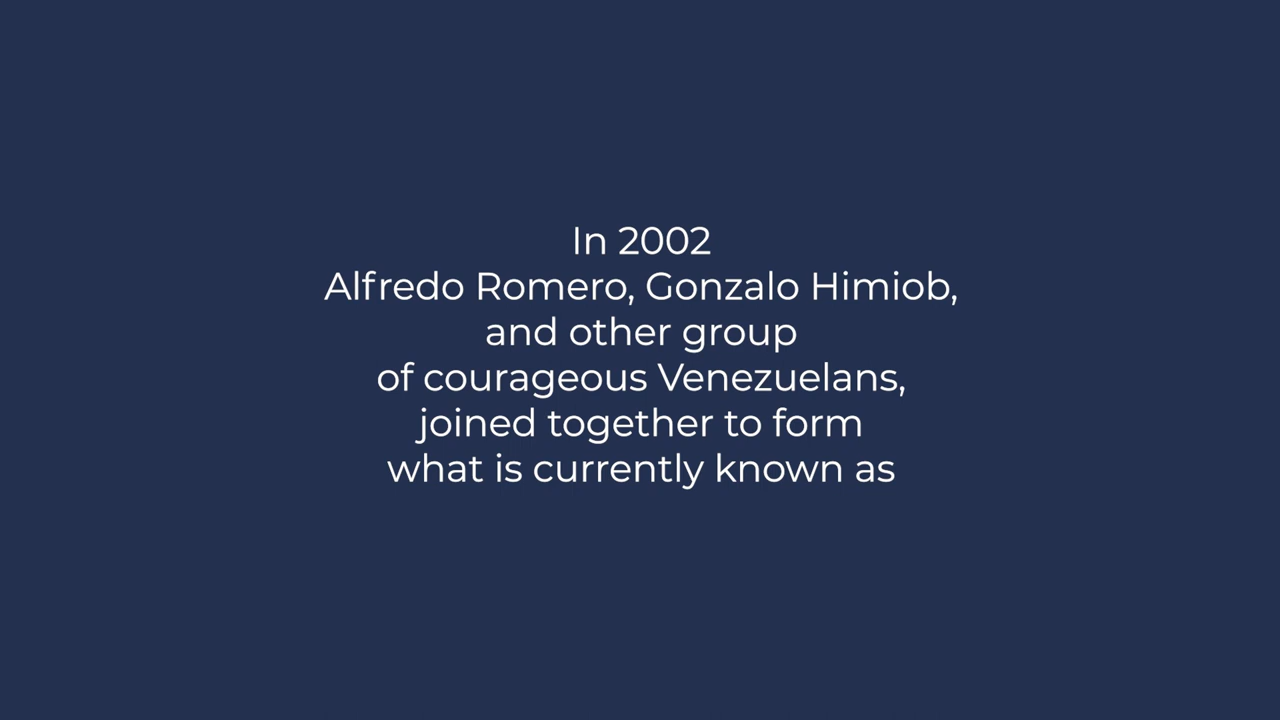 In 2002
Alfredo Romero, Gonzalo Himiob,
and other group
of courageous Venezuelans,
joined together to form
what is currently known as